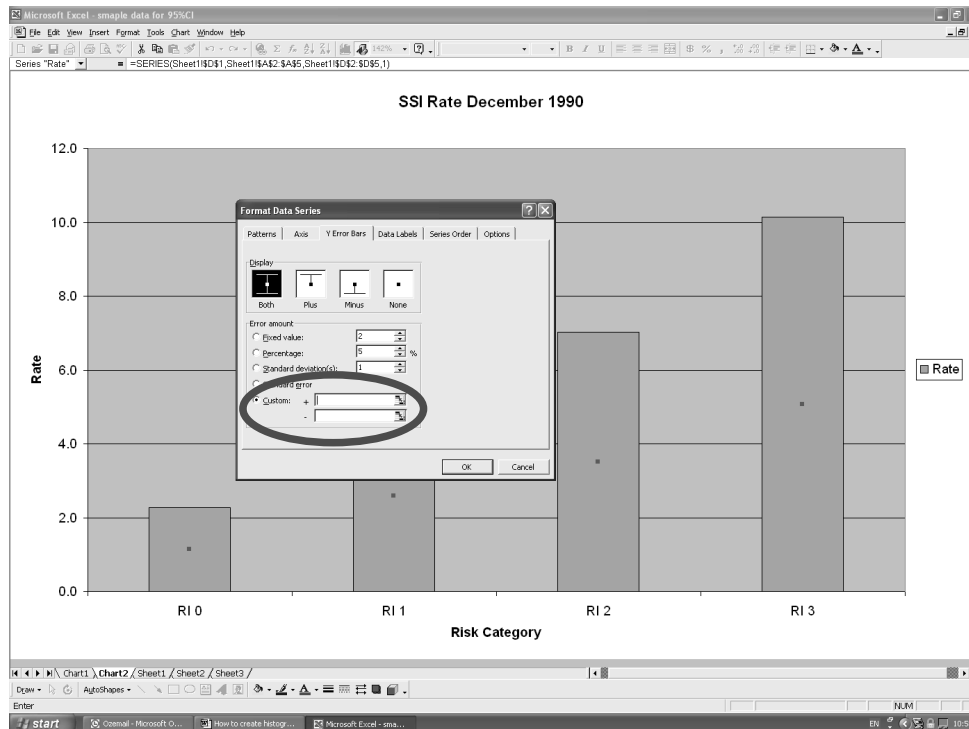 Microsoft Excel - smaple data for 95%CI
File Edit View Insert Format Tools Chart Window Help
142%
Series "Rate" = =SERIES(Sheet1!$D$1,Sheet1!$A$2:$A$5,Sheet1!$D$2:$D$5,1)
SSI Rate December 1990
12.0
10.0
8.0
6.0
4.0
2.0
0.0
Rate
RI 0 RI 1 RI 2 RI 3
Risk Category
Rate
Format Data Series
Patterns Axis Y Error Bars Data Labels Series Order Options
Display
Both Plus Minus None
Error amount
Fixed value: 2
Percentage: 5 %
Standard deviation(s): 1
Standard error
Custom: +
-
OK Cancel
Chart1 Chart2 Sheet1 Sheet2 Sheet3
Draw AutoShapes
Enter NUM
start Ozemail - Microsoft O... How to create histogr... Microsoft Excel - sma... EN